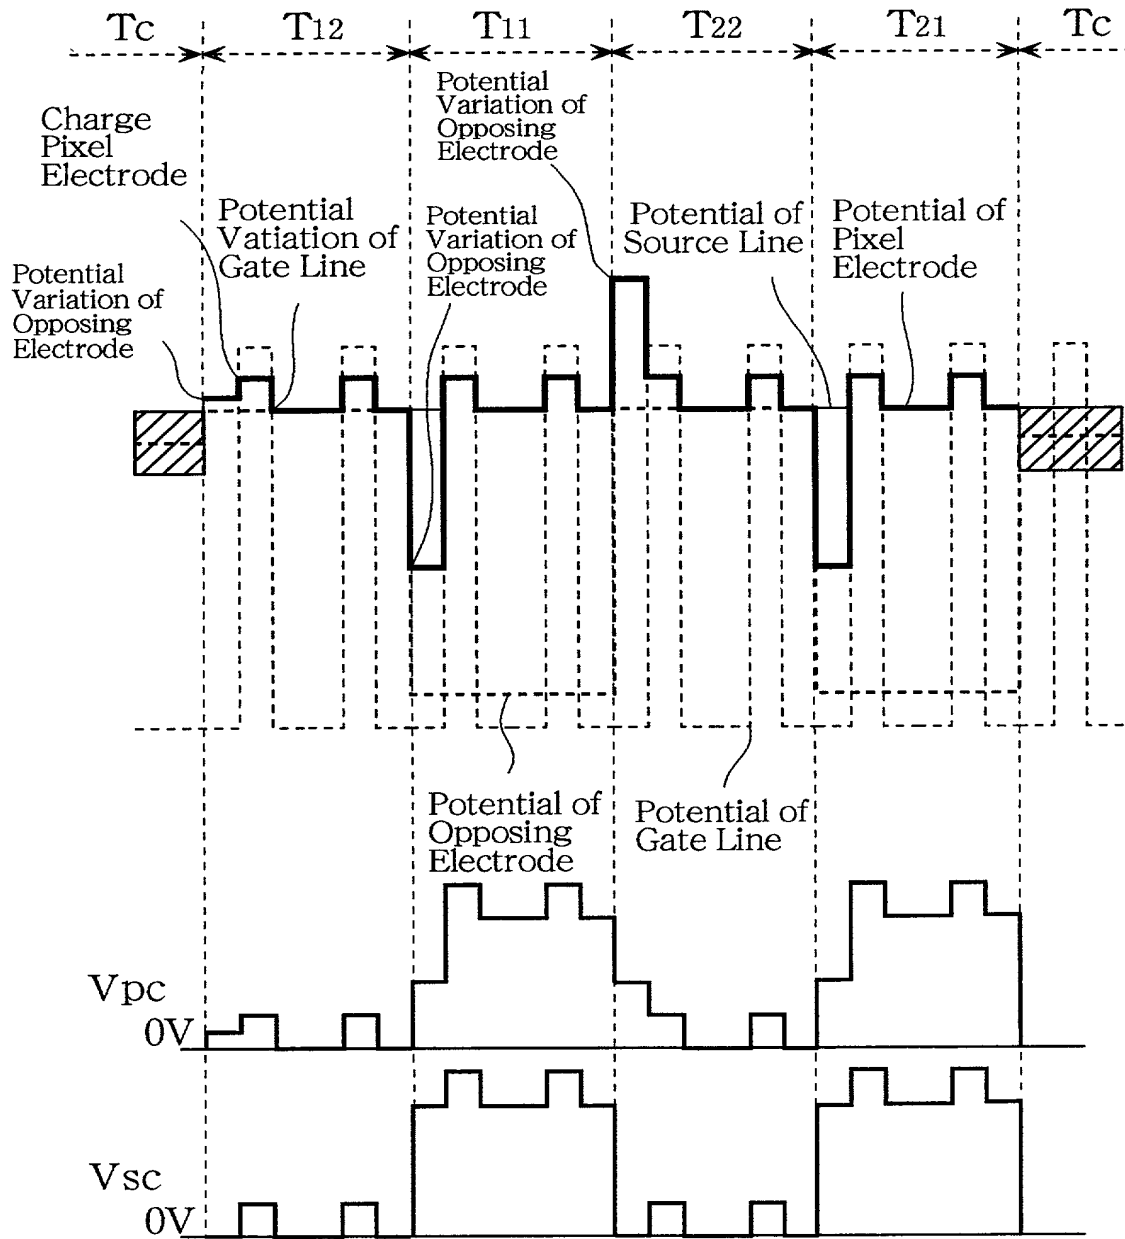 Tc T12 T11 T22 T21 Tc
Charge
Pixel
Electrode
Potential
Variation of
Opposing
Electrode
Potential
Vatiation of
Gate Line
Potential
Variation of
Opposing
Electrode
Potential
Variation of
Opposing
Electrode
Potential of
Source Line
Potential of
Pixel
Electrode
Potential of
Opposing
Electrode
Potential of
Gate Line
Vpc
0V
Vsc
0V